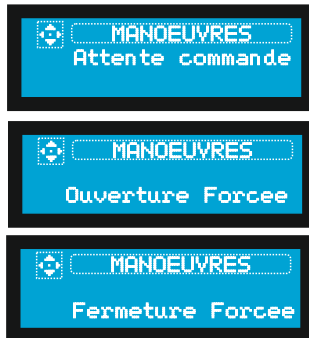 MANOEUVRES
Attente commande
MANOEUVRES
Ouverture Forcee
MANOEUVRES
Fermeture Forcee